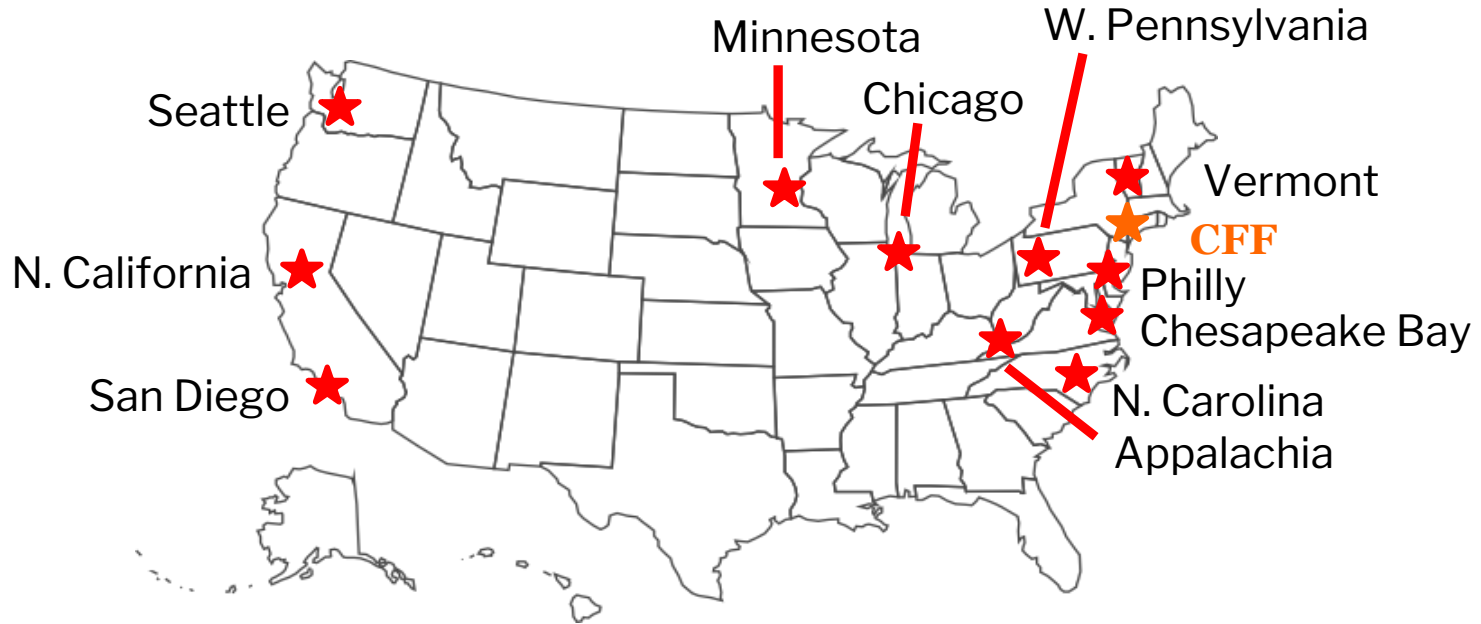 W. Pennsylvania
Minnesota
Chicago
Seattle
Vermont
CFF
N. California
Philly
Chesapeake Bay
San Diego
N. Carolina
Appalachia